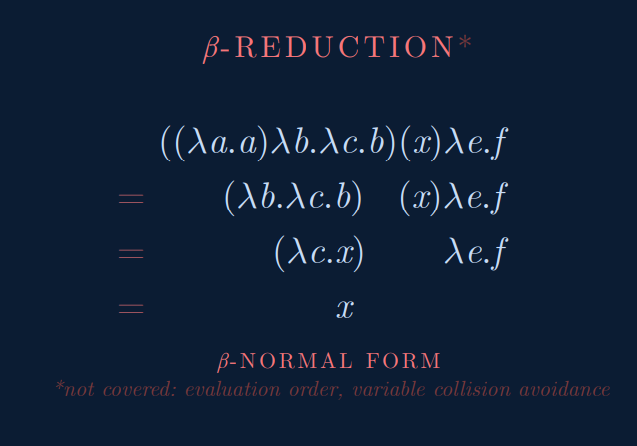 β-REDUCTION*
((λa.a)λb.λc.b)(x)λe.f
= (λb.λc.b) (x)λe.f
= (λc.x) λe.f
= x
β-NORMAL FORM
*not covered: evaluation order, variable collision avoidance